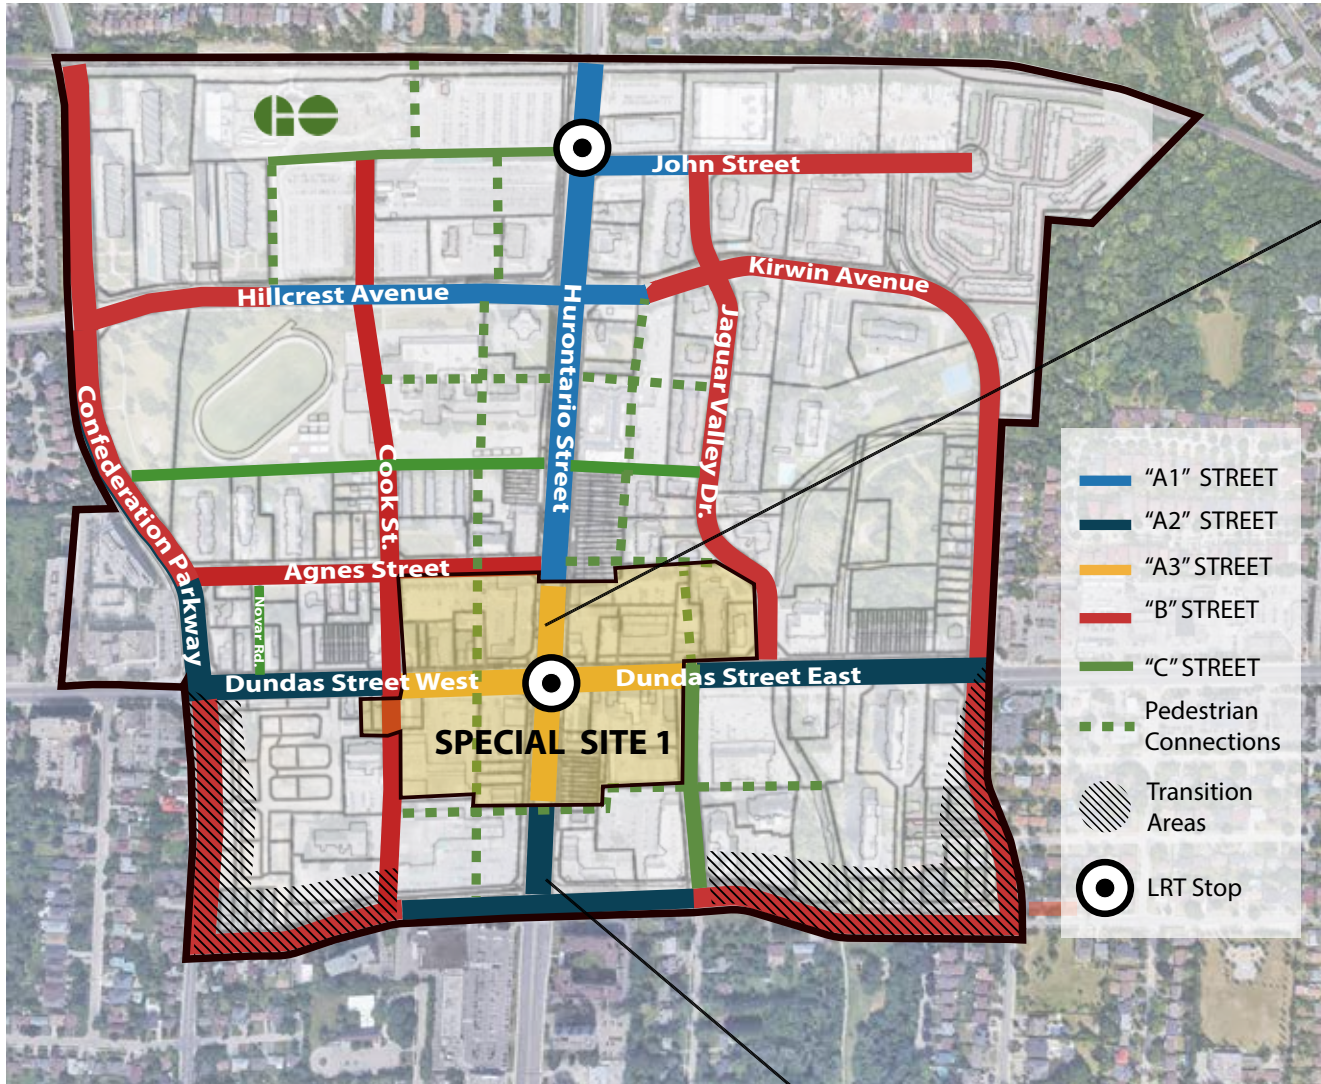 GO
John Street
Kirwin Avenue
Hillcrest Avenue
Hurontario Street
Jaguar Valley Dr.
Confederation Parkway
Cook St.
Agnes Street
Novar Rd.
Dundas Street West
Dundas Street East
SPECIAL SITE 1
“A1” STREET
“A2” STREET
“A3” STREET
“B” STREET
“C” STREET
Pedestrian
Connections
Transition
Areas
LRT Stop